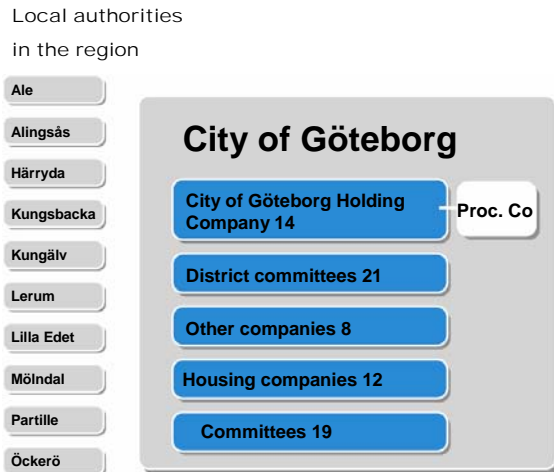 Local authorities
in the region
Ale
Alingsås
Härryda
Kungsbacka
Kungälv
Lerum
Lilla Edet
Mölndal
Partille
Öckerö
City of Göteborg
City of Göteborg Holding
Company 14
Proc. Co
District committees 21
Other companies 8
Housing companies 12
Committees 19